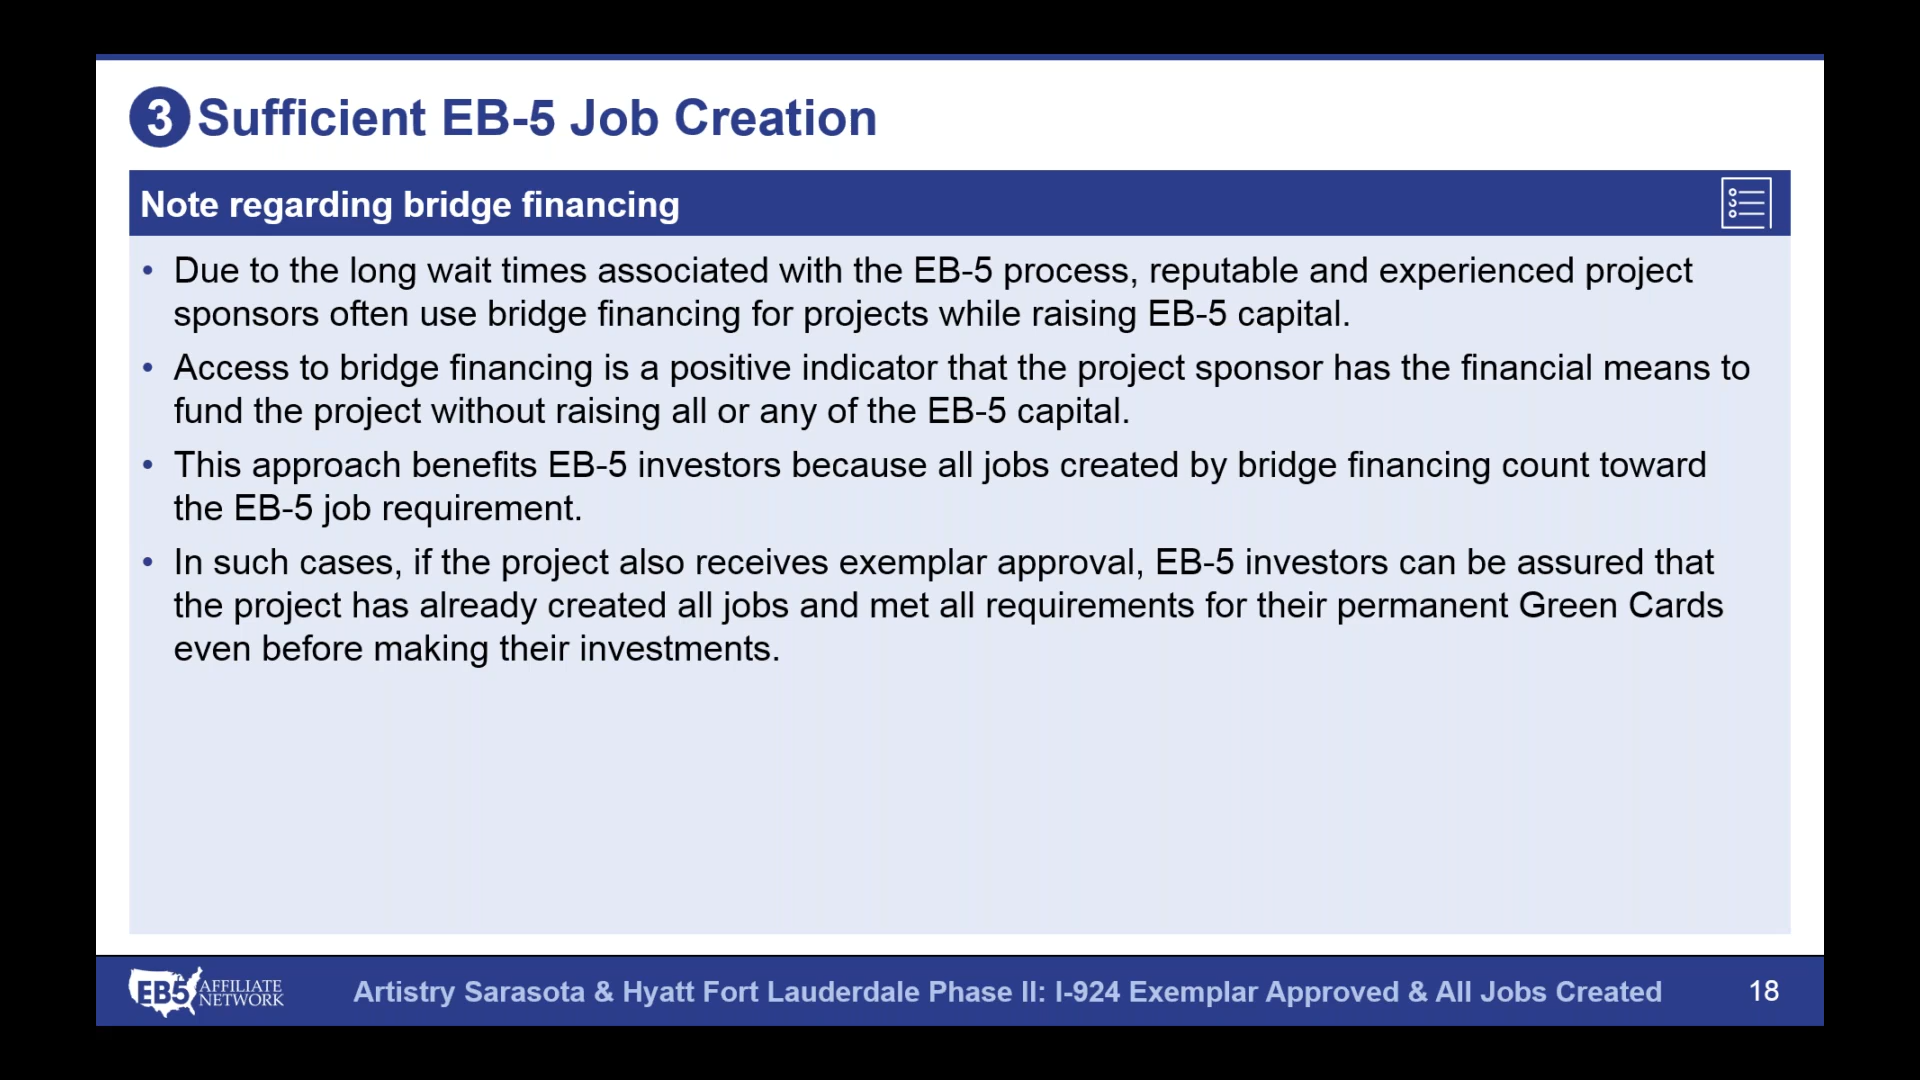 3 Sufficient EB-5 Job Creation
Note regarding bridge financing
• Due to the long wait times associated with the EB-5 process, reputable and experienced project
sponsors often use bridge financing for projects while raising EB-5 capital.
• Access to bridge financing is a positive indicator that the project sponsor has the financial means to
fund the project without raising all or any of the EB-5 capital.
• This approach benefits EB-5 investors because all jobs created by bridge financing count toward
the EB-5 job requirement.
• In such cases, if the project also receives exemplar approval, EB-5 investors can be assured that
the project has already created all jobs and met all requirements for their permanent Green Cards
even before making their investments.
EB5 AFFILIATE
NETWORK
Artistry Sarasota & Hyatt Fort Lauderdale Phase II: I-924 Exemplar Approved & All Jobs Created
18